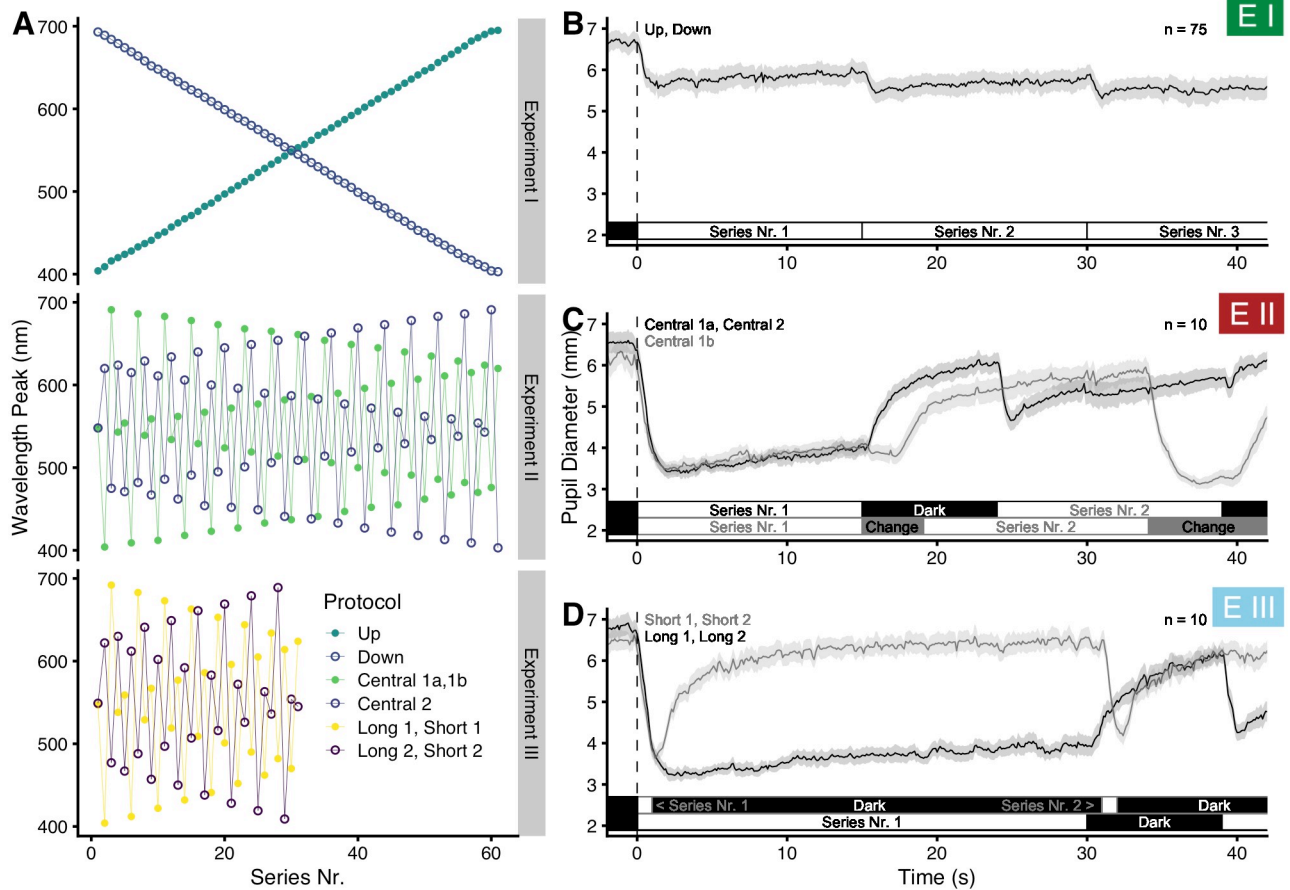 A
700
600
500
400
Experiment I
700
600
500
400
Experiment II
700
600
500
400
Experiment III
Wavelength Peak (nm)
0
20
40
60
Series Nr.
Protocol
Up
Down
Central 1a,1b
Central 2
Long 1, Short 1
Long 2, Short 2
B
E I
Up, Down
n = 75
7
6
5
4
3
2
Series Nr. 1
Series Nr. 2
Series Nr. 3
0
10
20
30
40
C
E II
Central 1a, Central 2
Central 1b
n = 10
7
6
5
4
3
2
Pupil Diameter (mm)
Series Nr. 1
Dark
Series Nr. 2
Series Nr. 1
Change
Series Nr. 2
Change
0
10
20
30
40
D
E III
Short 1, Short 2
Long 1, Long 2
n = 10
7
6
5
4
3
2
< Series Nr. 1
Dark
Series Nr. 2 >
Dark
Series Nr. 1
Dark
0
10
20
30
40
Time (s)